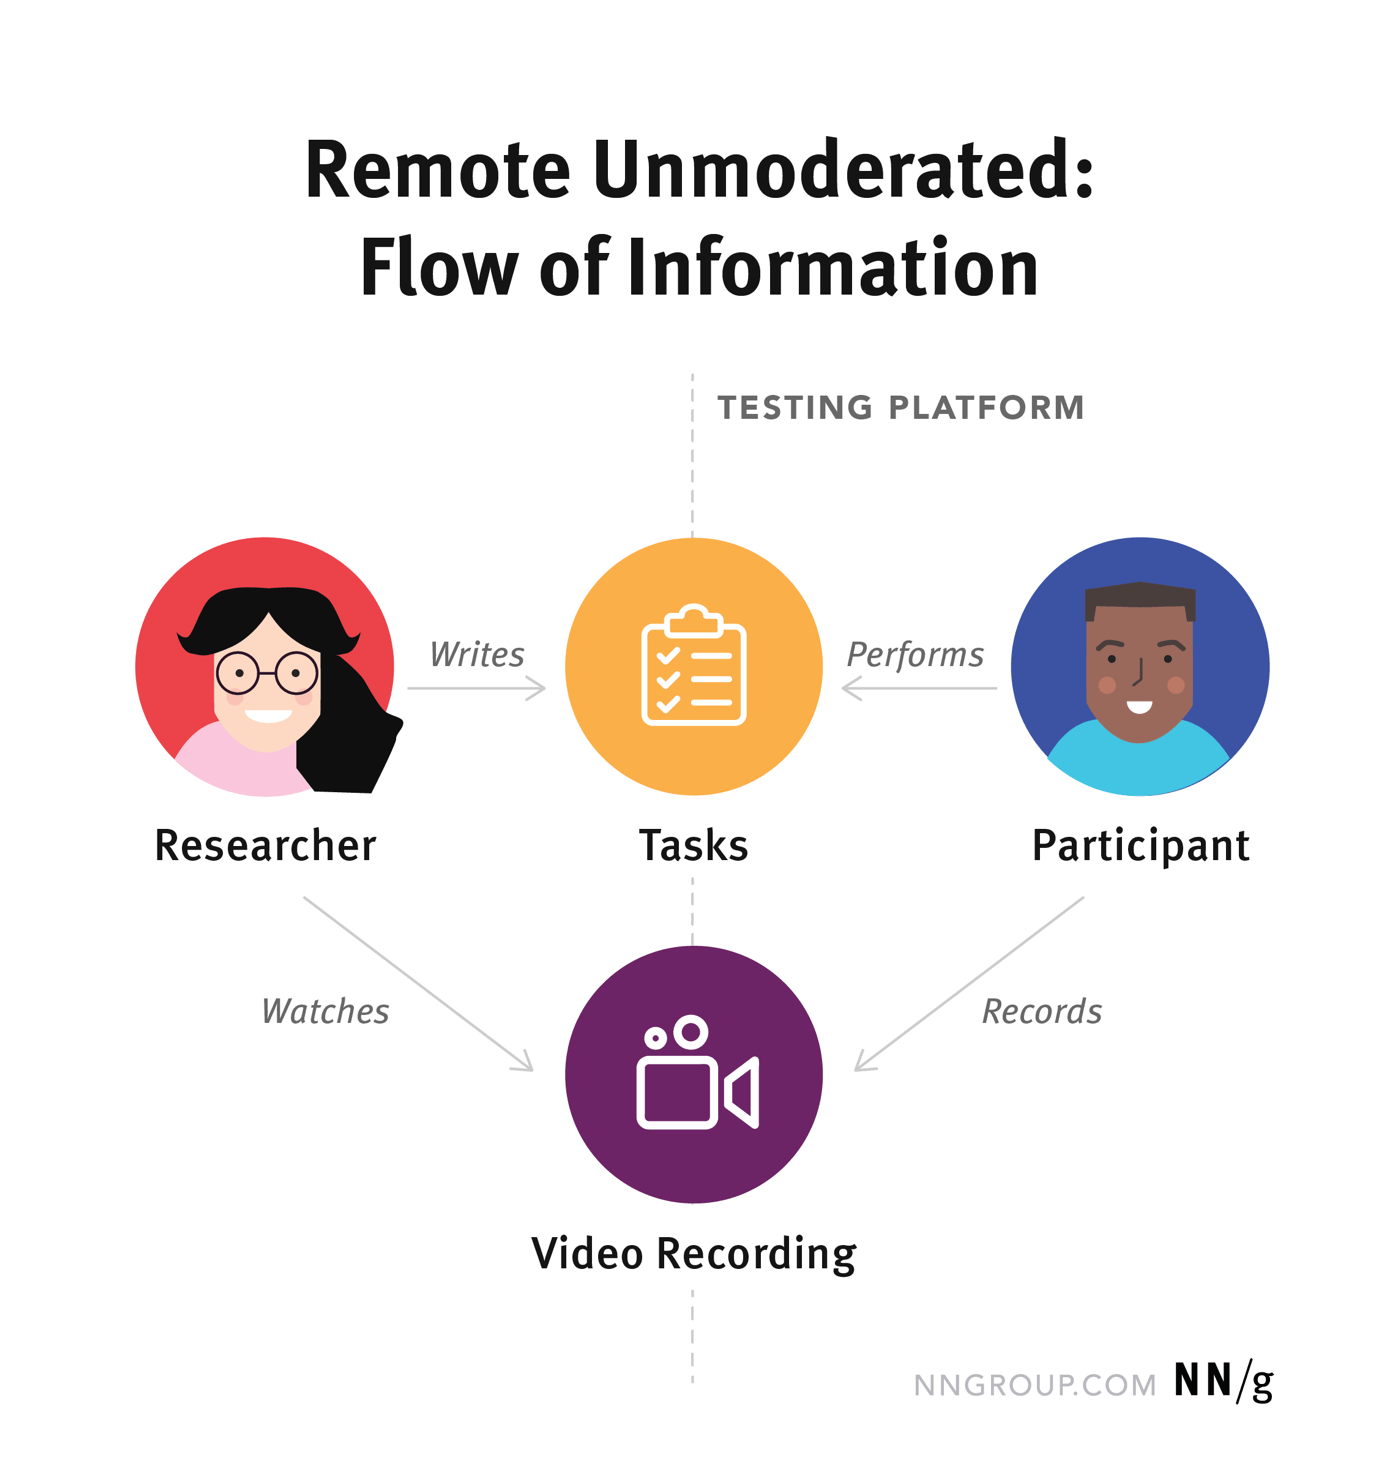 Remote Unmoderated:
Flow of Information
TESTING PLATFORM
Writes
Performs
Researcher
Tasks
Participant
Watches
Records
Video Recording
NNGROUP.COM NN/g